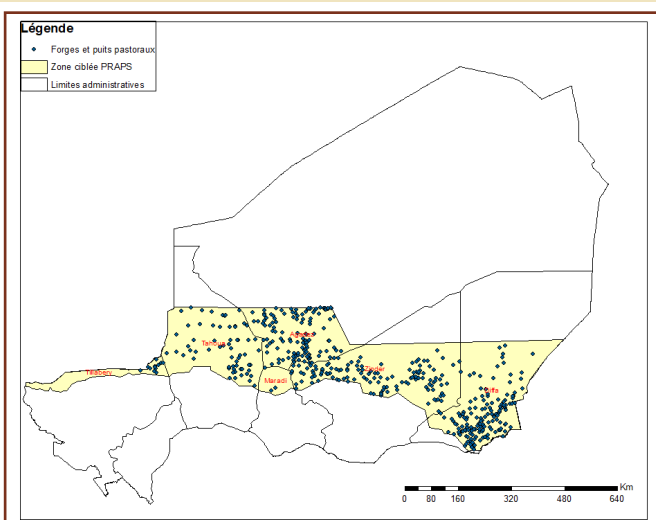 Légende
Forges et puits pastoraux
Zone ciblée PRAPS
Limites administratives
Agadez
Tahoua
Tillabéry
Zinder
Maradi
Diffa
Km
0 80 160 320 480 640